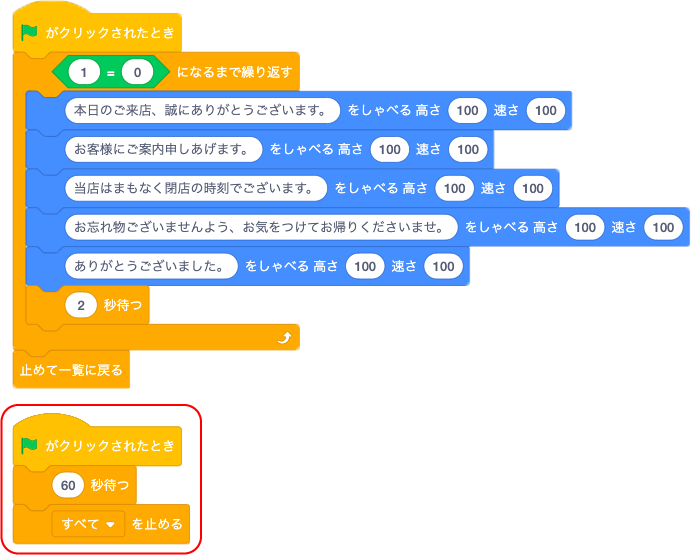 がクリックされたとき
1 = 0 になるまで繰り返す
本日のご来店、誠にありがとうございます。 をしゃべる 高さ 100 速さ 100
お客様にご案内申しあげます。 をしゃべる 高さ 100 速さ 100
当店はまもなく閉店の時刻でございます。 をしゃべる 高さ 100 速さ 100
お忘れ物ございませんよう、お気をつけてお帰りくださいませ。 をしゃべる 高さ 100 速さ 100
ありがとうございました。 をしゃべる 高さ 100 速さ 100
2 秒待つ
止めて一覧に戻る
がクリックされたとき
60 秒待つ
すべて を止める